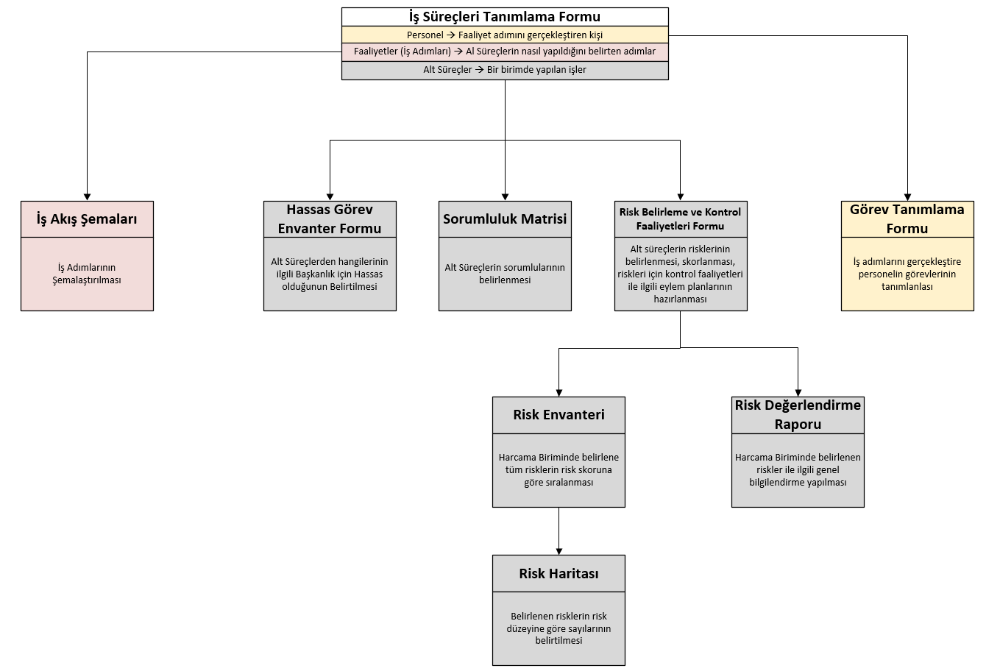 İş Süreçleri Tanımlama Formu
Personel → Faaliyet adımını gerçekleştiren kişi
Faaliyetler (İş Adımları) → Al Süreçlerin nasıl yapıldığını belirten adımlar
Alt Süreçler → Bir birimde yapılan işler
İş Akış Şemaları
İş Adımlarının
Şemalaştırılması
Hassas Görev
Envanter Formu
Alt Süreçlerden hangilerinin
ilgili Başkanlık için Hassas
olduğunun Belirtilmesi
Sorumluluk Matrisi
Alt Süreçlerin sorumlularının
belirlenmesi
Risk Belirleme ve Kontrol
Faaliyetleri Formu
Alt süreçlerin risklerinin
belirlenmesi, skorlanması,
riskleri için kontrol faaliyetleri
ile ilgili eylem planlarının
hazırlanması
Görev Tanımlama
Formu
İş adımlarını gerçekleştire
personelin görevlerinin
tanımlanlası
Risk Envanteri
Harcama Biriminde belirlene
tüm risklerin risk skoruna
göre sıralanması
Risk Değerlendirme
Raporu
Harcama Biriminde belirlenen
riskler ile ilgili genel
bilgilendirme yapılması
Risk Haritası
Belirlenen risklerin risk
düzeyine göre sayılarının
belirtilmesi